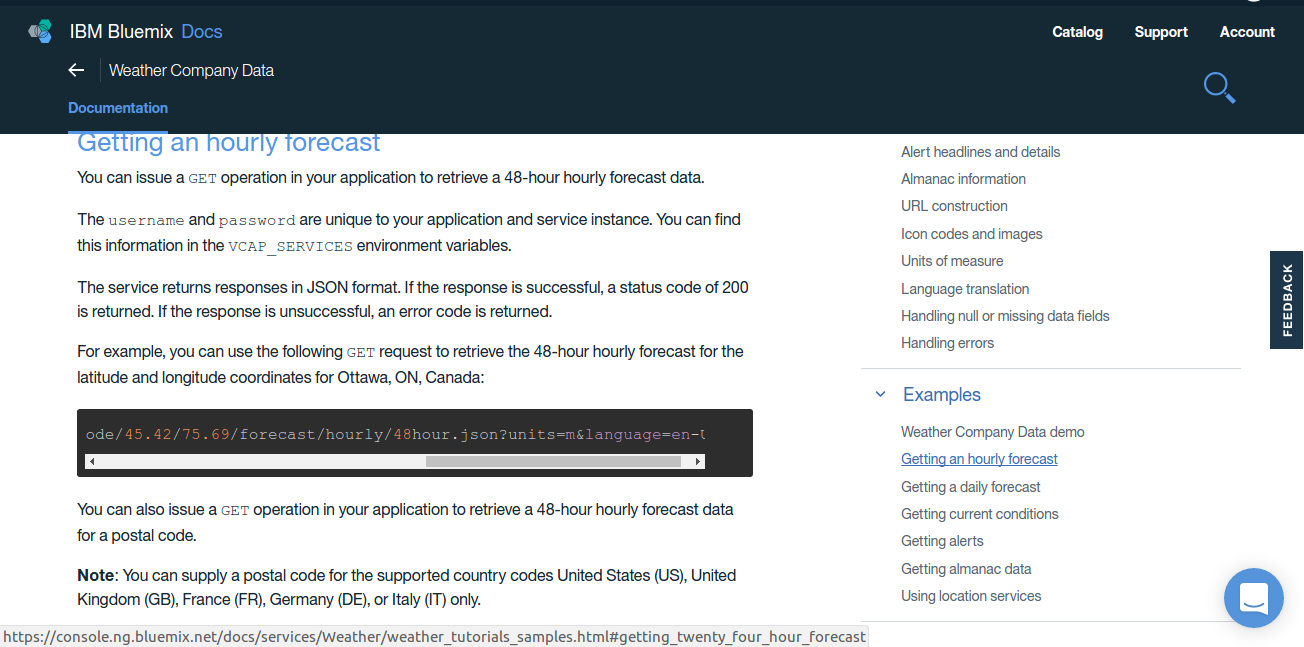 IBM Bluemix Docs
Catalog Support Account
Weather Company Data
Documentation
Getting an hourly forecast
You can issue a GET operation in your application to retrieve a 48-hour hourly forecast data.
The username and password are unique to your application and service instance. You can find
this information in the VCAP_SERVICES environment variables.
The service returns responses in JSON format. If the response is successful, a status code of 200
is returned. If the response is unsuccessful, an error code is returned.
For example, you can use the following GET request to retrieve the 48-hour hourly forecast for the
latitude and longitude coordinates for Ottawa, ON, Canada:
ode/45.42/75.69/forecast/hourly/48hour.json?units=m&language=en-U
You can also issue a GET operation in your application to retrieve a 48-hour hourly forecast data
for a postal code.
Note: You can supply a postal code for the supported country codes United States (US), United
Kingdom (GB), France (FR), Germany (DE), or Italy (IT) only.
Alert headlines and details
Almanac information
URL construction
Icon codes and images
Units of measure
Language translation
Handling null or missing data fields
Handling errors
Examples
Weather Company Data demo
Getting an hourly forecast
Getting a daily forecast
Getting current conditions
Getting alerts
Getting almanac data
Using location services
FEEDBACK
https://console.ng.bluemix.net/docs/services/Weather/weather_tutorials_samples.html#getting_twenty_four_hour_forecast